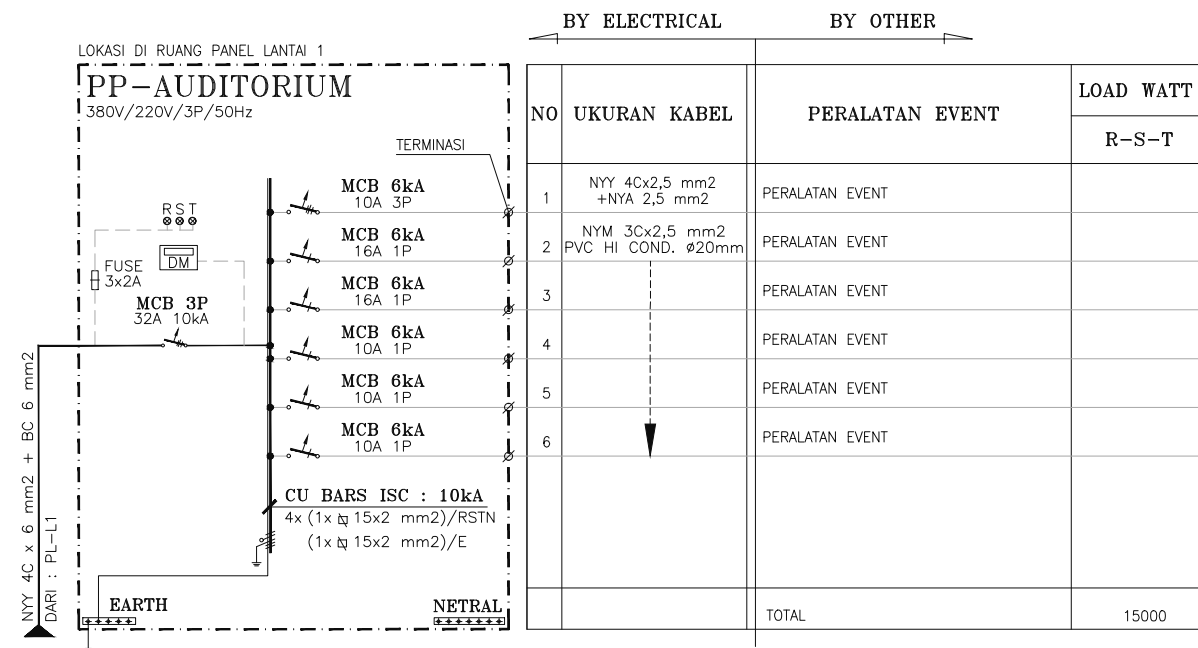 BY ELECTRICAL
BY OTHER
LOKASI DI RUANG PANEL LANTAI 1
PP-AUDITORIUM
380V/220V/3P/50Hz
TERMINASI
R S T
DM
FUSE
3x2A
MCB 3P
32A 10kA
MCB 6kA
10A 3P
MCB 6kA
16A 1P
MCB 6kA
16A 1P
MCB 6kA
10A 1P
MCB 6kA
10A 1P
MCB 6kA
10A 1P
CU BARS ISC : 10kA
4x (1x 15x2 mm2)/RSTN
(1x 15x2 mm2)/E
EARTH
NETRAL
NYY 4C x 6 mm2 + BC 6 mm2
DARI : PL-L1
NO
UKURAN KABEL
PERALATAN EVENT
LOAD WATT
R-S-T
1
NYY 4Cx2,5 mm2
+NYA 2,5 mm2
PERALATAN EVENT
2
NYM 3Cx2,5 mm2
PVC HI COND. ø20mm
PERALATAN EVENT
3
PERALATAN EVENT
4
PERALATAN EVENT
5
PERALATAN EVENT
6
PERALATAN EVENT
TOTAL
15000